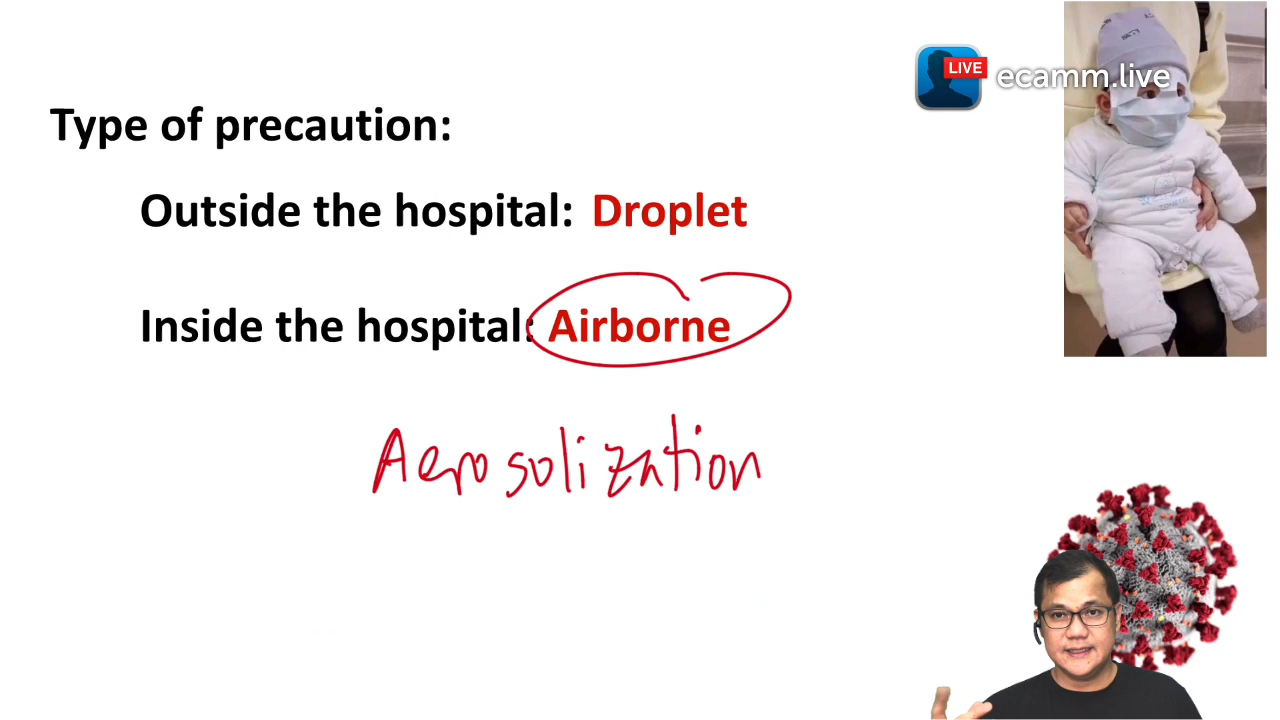 LIVE ecamm.live
Type of precaution:
Outside the hospital: Droplet
Inside the hospital: Airborne
Aerosolization